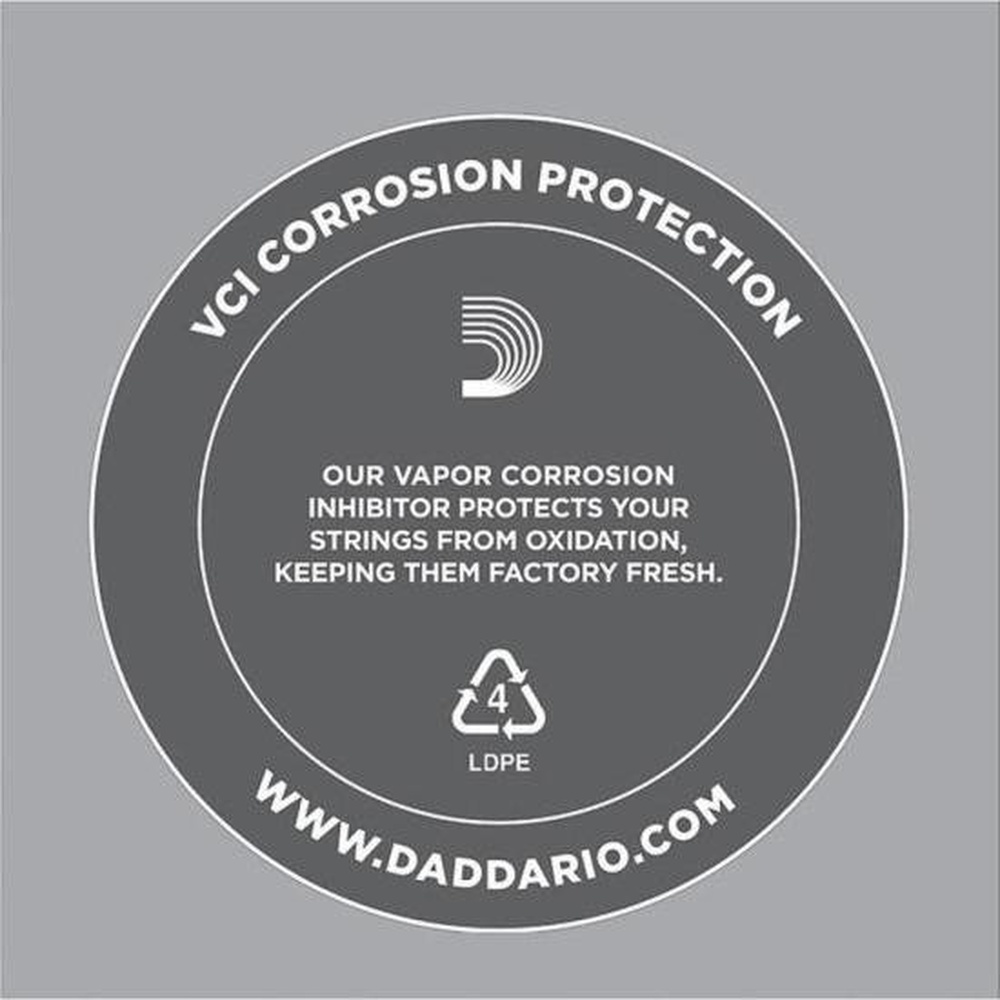 VCI CORROSION PROTECTION
OUR VAPOR CORROSION
INHIBITOR PROTECTS YOUR
STRINGS FROM OXIDATION,
KEEPING THEM FACTORY FRESH.
4
LDPE
WWW.DADDARIO.COM